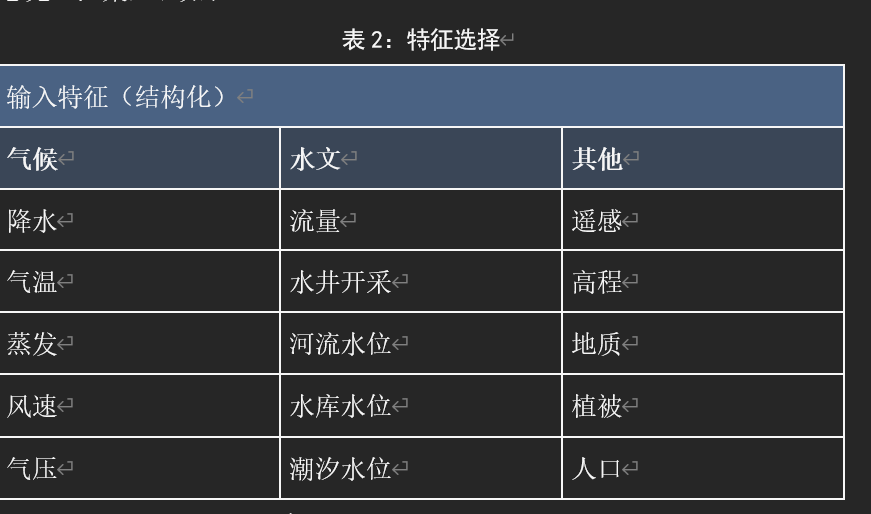 表 2：特征选择
输入特征（结构化）
气候 水文 其他
降水 流量 遥感
气温 水井开采 高程
蒸发 河流水位 地质
风速 水库水位 植被
气压 潮汐水位 人口